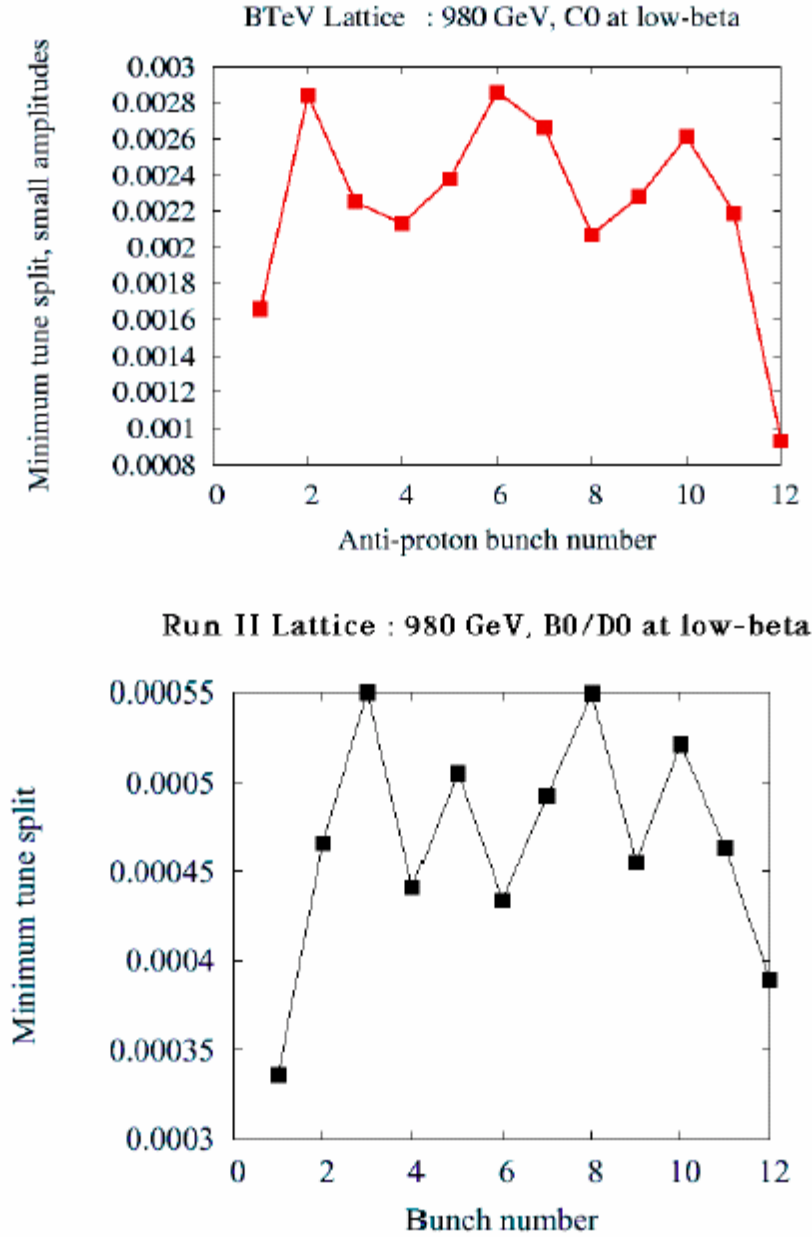 BTeV Lattice : 980 GeV, C0 at low-beta
Minimum tune split, small amplitudes
0.003
0.0028
0.0026
0.0024
0.0022
0.002
0.0018
0.0016
0.0014
0.0012
0.001
0.0008
0 2 4 6 8 10 12
Anti-proton bunch number
Run II Lattice : 980 GeV, B0/D0 at low-beta
Minimum tune split
0.00055
0.0005
0.00045
0.0004
0.00035
0.0003
0 2 4 6 8 10 12
Bunch number